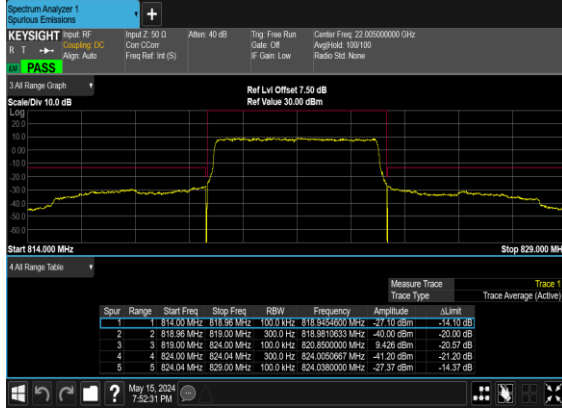 Spectrum Analyzer 1
Spurious Emissions
+
KEYSIGHT Input: RF Input Z: 50 Ω Atten: 40 dB Trig: Free Run Center Freq: 22.005000000 GHz
R T Coupling: DC Corr CCorr Gate: Off Avg|Hold: 100/100
Align: Auto Freq Ref: Int (S) IF Gain: Low Radio Std: None
PASS
3 All Range Graph
Ref Lvl Offset 7.50 dB
Scale/Div 10.0 dB Ref Value 30.00 dBm
Log
20.0
10.0
0.00
-10.0
-20.0
-30.0
-40.0
-50.0
-60.0
Start 814.000 MHz Stop 829.000 MH
4 All Range Table
Measure Trace Trace 1
Trace Type Trace Average (Active)
Spur Range Start Freq Stop Freq RBW Frequency Amplitude ΔLimit
1 1 814.00 MHz 818.96 MHz 100.0 kHz 818.9454600 MHz -27.10 dBm -14.10 dB
2 2 818.96 MHz 819.00 MHz 300.0 Hz 818.9810633 MHz -40.00 dBm -20.00 dB
3 3 819.00 MHz 824.00 MHz 100.0 kHz 820.8500000 MHz 9.426 dBm -20.57 dB
4 4 824.00 MHz 824.04 MHz 300.0 Hz 824.0050667 MHz -41.20 dBm -21.20 dB
5 5 824.04 MHz 829.00 MHz 100.0 kHz 824.0380000 MHz -27.37 dBm -14.37 dB
? May 15, 2024
7:52:31 PM